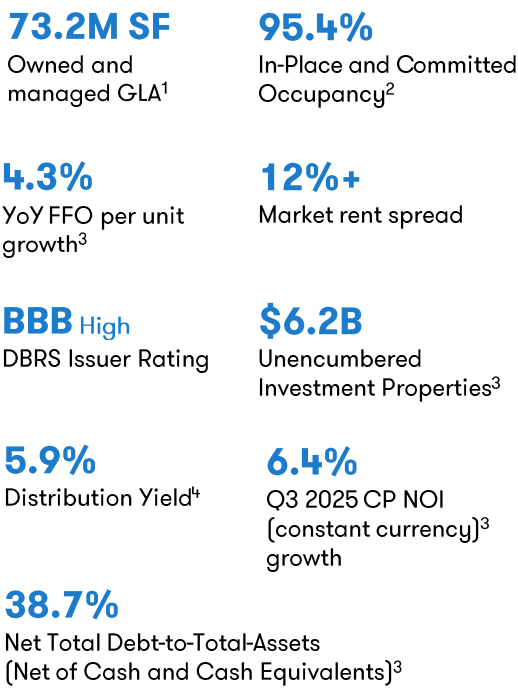 73.2M SF
Owned and
managed GLA¹
95.4%
In-Place and Committed
Occupancy²
4.3%
YoY FFO per unit
growth³
12%+
Market rent spread
BBB High
DBRS Issuer Rating
$6.2B
Unencumbered
Investment Properties³
5.9%
Distribution Yield⁴
6.4%
Q3 2025 CP NOI
(constant currency)³
growth
38.7%
Net Total Debt-to-Total-Assets
(Net of Cash and Cash Equivalents)³